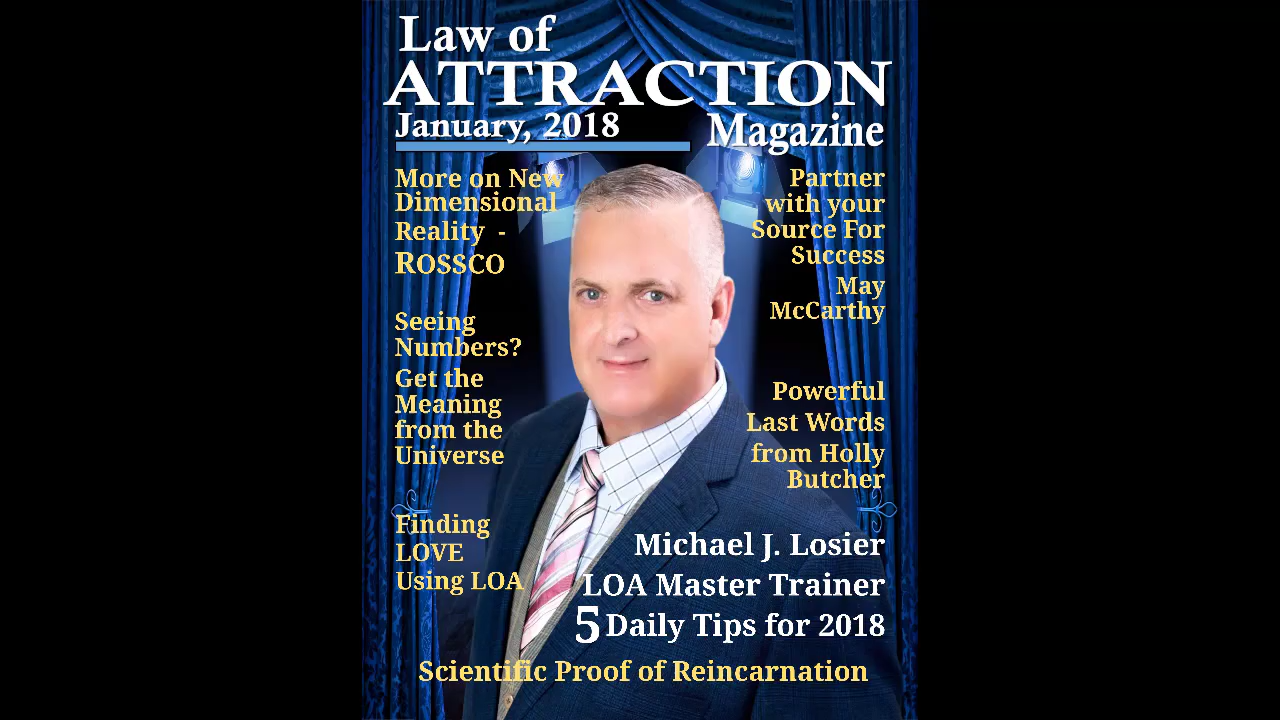 Law of
ATTRACTION
January, 2018
Magazine
More on New
Dimensional
Reality -
ROSSCO
Seeing
Numbers?
Get the
Meaning
from the
Universe
Finding
LOVE
Using LOA
Partner
with your
Source For
Success
May
McCarthy
Powerful
Last Words
from Holly
Butcher
Michael J. Losier
LOA Master Trainer
5 Daily Tips for 2018
Scientific Proof of Reincarnation